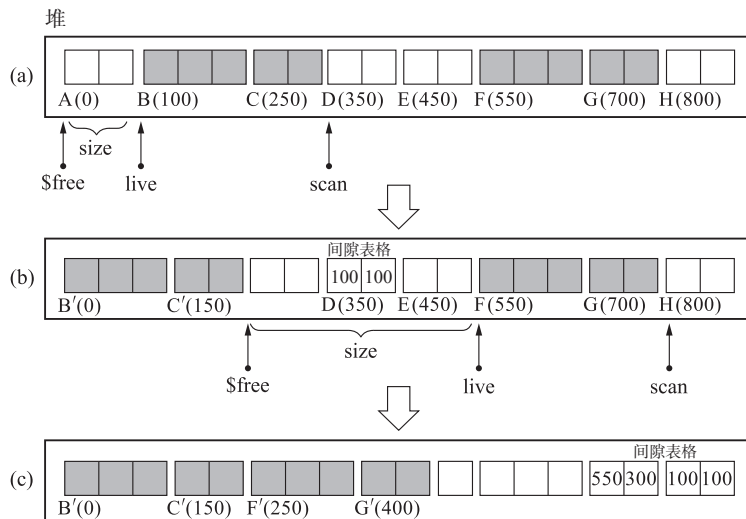 堆
(a)
A(0) B(100) C(250) D(350) E(450) F(550) G(700) H(800)
size
$free live scan
间隙表格
(b)
100 100
B′(0) C′(150) D(350) E(450) F(550) G(700) H(800)
size
$free live scan
间隙表格
(c)
550 300 100 100
B′(0) C′(150) F′(250) G′(400)